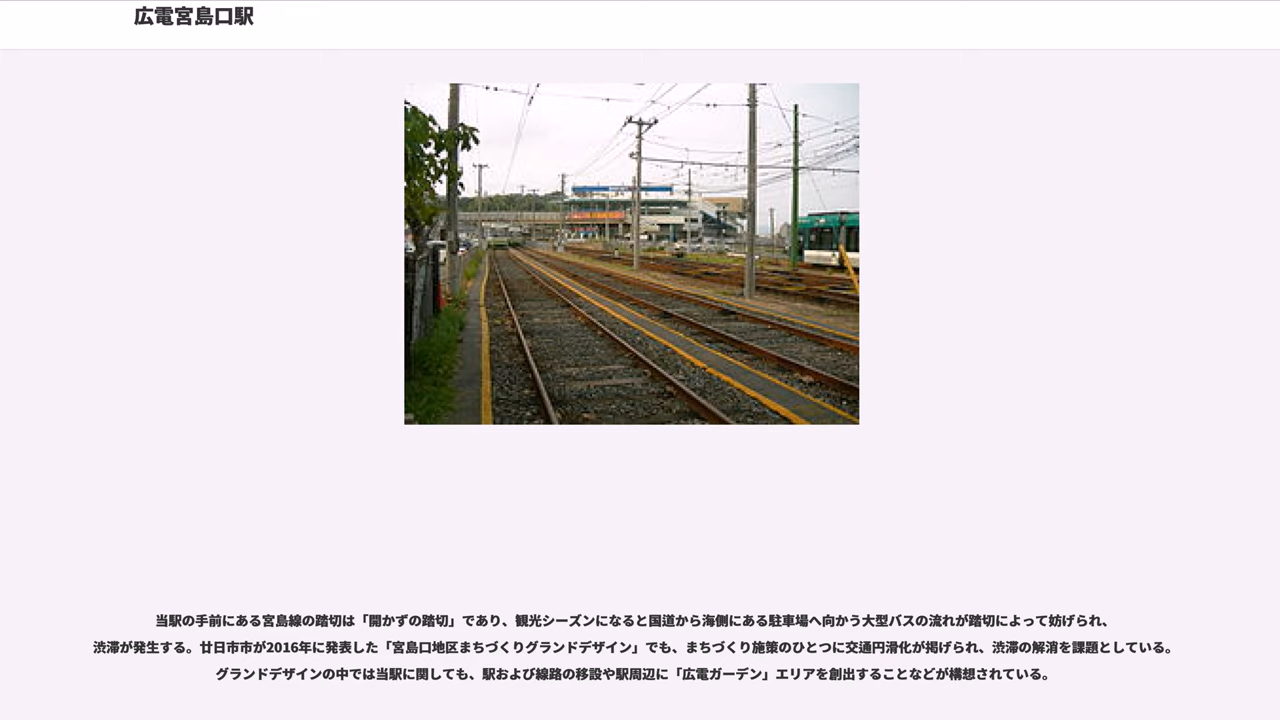 広電宮島口駅
当駅の手前にある宮島線の踏切は「開かずの踏切」であり、観光シーズンになると国道から海側にある駐車場へ向かう大型バスの流れが踏切によって妨げられ、
渋滞が発生する。廿日市市が2016年に発表した「宮島口地区まちづくりグランドデザイン」でも、まちづくり施策のひとつに交通円滑化が掲げられ、渋滞の解消を課題としている。
グランドデザインの中では当駅に関しても、駅および線路の移設や駅周辺に「広電ガーデン」エリアを創出することなどが構想されている。